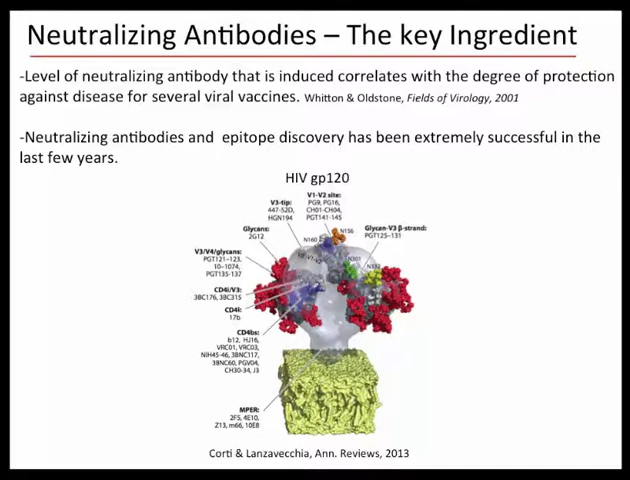 Neutralizing Antibodies – The key Ingredient
-Level of neutralizing antibody that is induced correlates with the degree of protection
against disease for several viral vaccines. Whitton & Oldstone, Fields of Virology, 2001
-Neutralizing antibodies and epitope discovery has been extremely successful in the
last few years.
HIV gp120
V1-V2 site:
PG9, PG16,
CH01-CH04,
PGT141-145
V3-tip:
447-52D,
HGN194
Glycans:
2G12
Glycan-V3 β-strand:
PGT125-131
N156
N160
N301
N332
V3/V4/glycans:
PGT121-123,
10-1074,
PGT135-137
CD4i/V3:
3BC176, 3BC315
CD4i:
17b
CD4bs:
b12, HJ16,
VRC01, VRC03,
NIH45-46, 3BNC117,
3BNC60, PGV04,
CH30-34, J3
MPER:
2F5, 4E10,
Z13, m66, 10E8
Corti & Lanzavecchia, Ann. Reviews, 2013